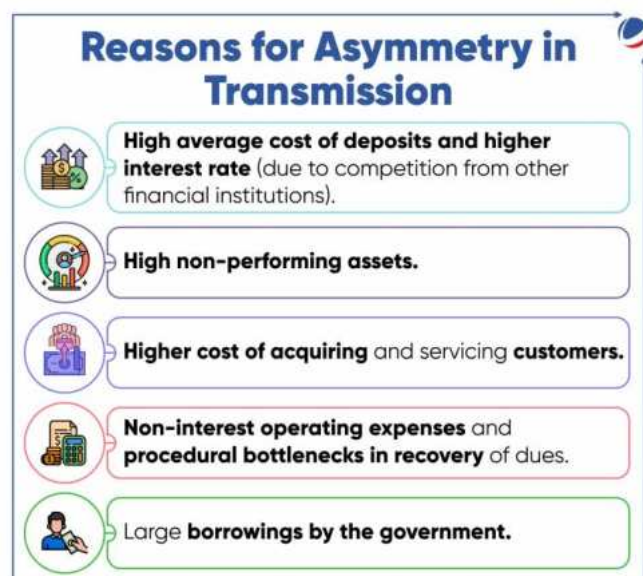 Reasons for Asymmetry in
Transmission
High average cost of deposits and higher
interest rate (due to competition from other
financial institutions).
High non-performing assets.
Higher cost of acquiring and servicing customers.
Non-interest operating expenses and
procedural bottlenecks in recovery of dues.
Large borrowings by the government.